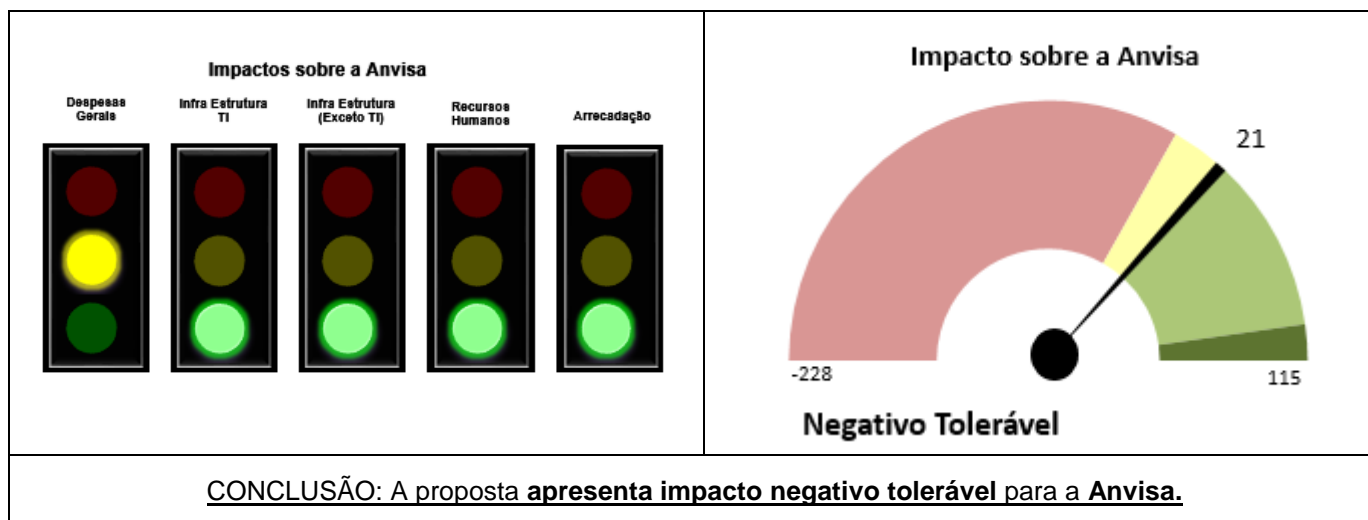 Impactos sobre a Anvisa
Despesas
Gerais
Infra Estrutura
TI
Infra Estrutura
(Exceto TI)
Recursos
Humanos
Arrecadação
Impacto sobre a Anvisa
21
-228
115
Negativo Tolerável
CONCLUSÃO: A proposta apresenta impacto negativo tolerável para a Anvisa.